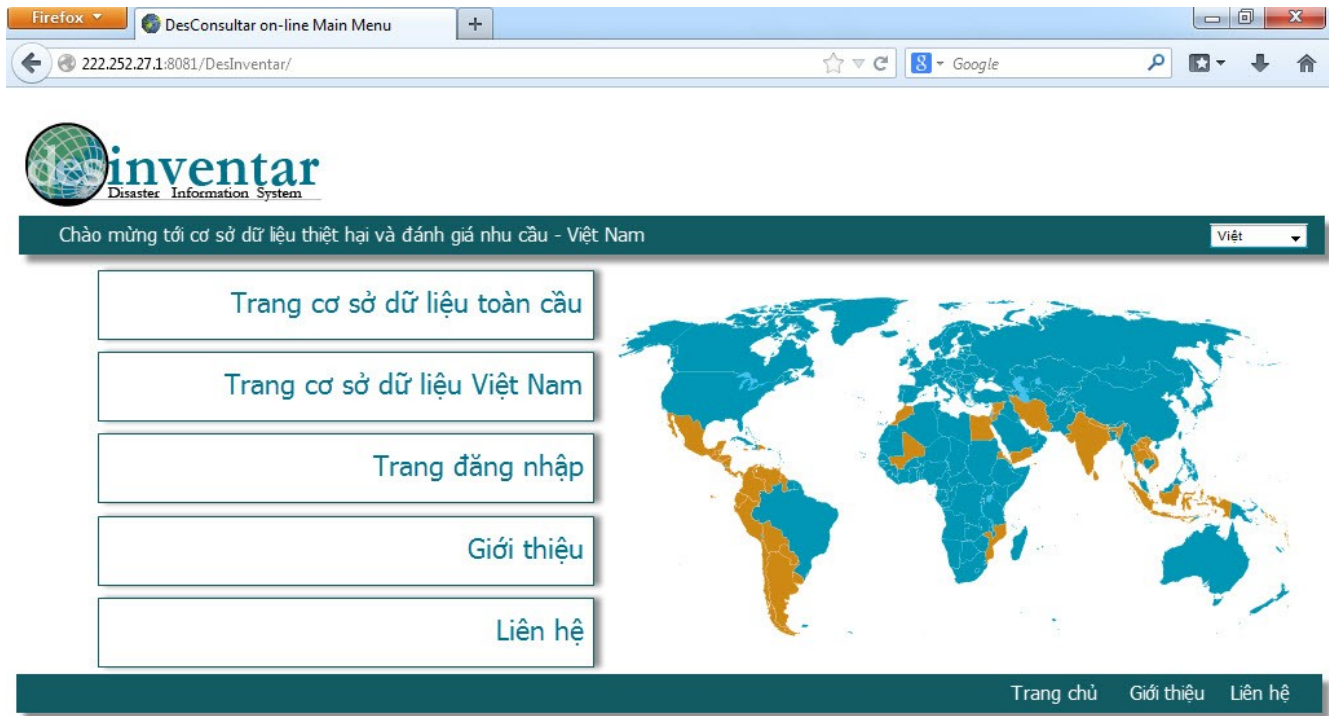 Firefox
DesConsultar on-line Main Menu
222.252.27.1:8081/DesInventar/
Google
desinventar
Disaster Information System
Chào mừng tới cơ sở dữ liệu thiệt hại và đánh giá nhu cầu - Việt Nam
Việt
Trang cơ sở dữ liệu toàn cầu
Trang cơ sở dữ liệu Việt Nam
Trang đăng nhập
Giới thiệu
Liên hệ
Trang chủ Giới thiệu Liên hệ